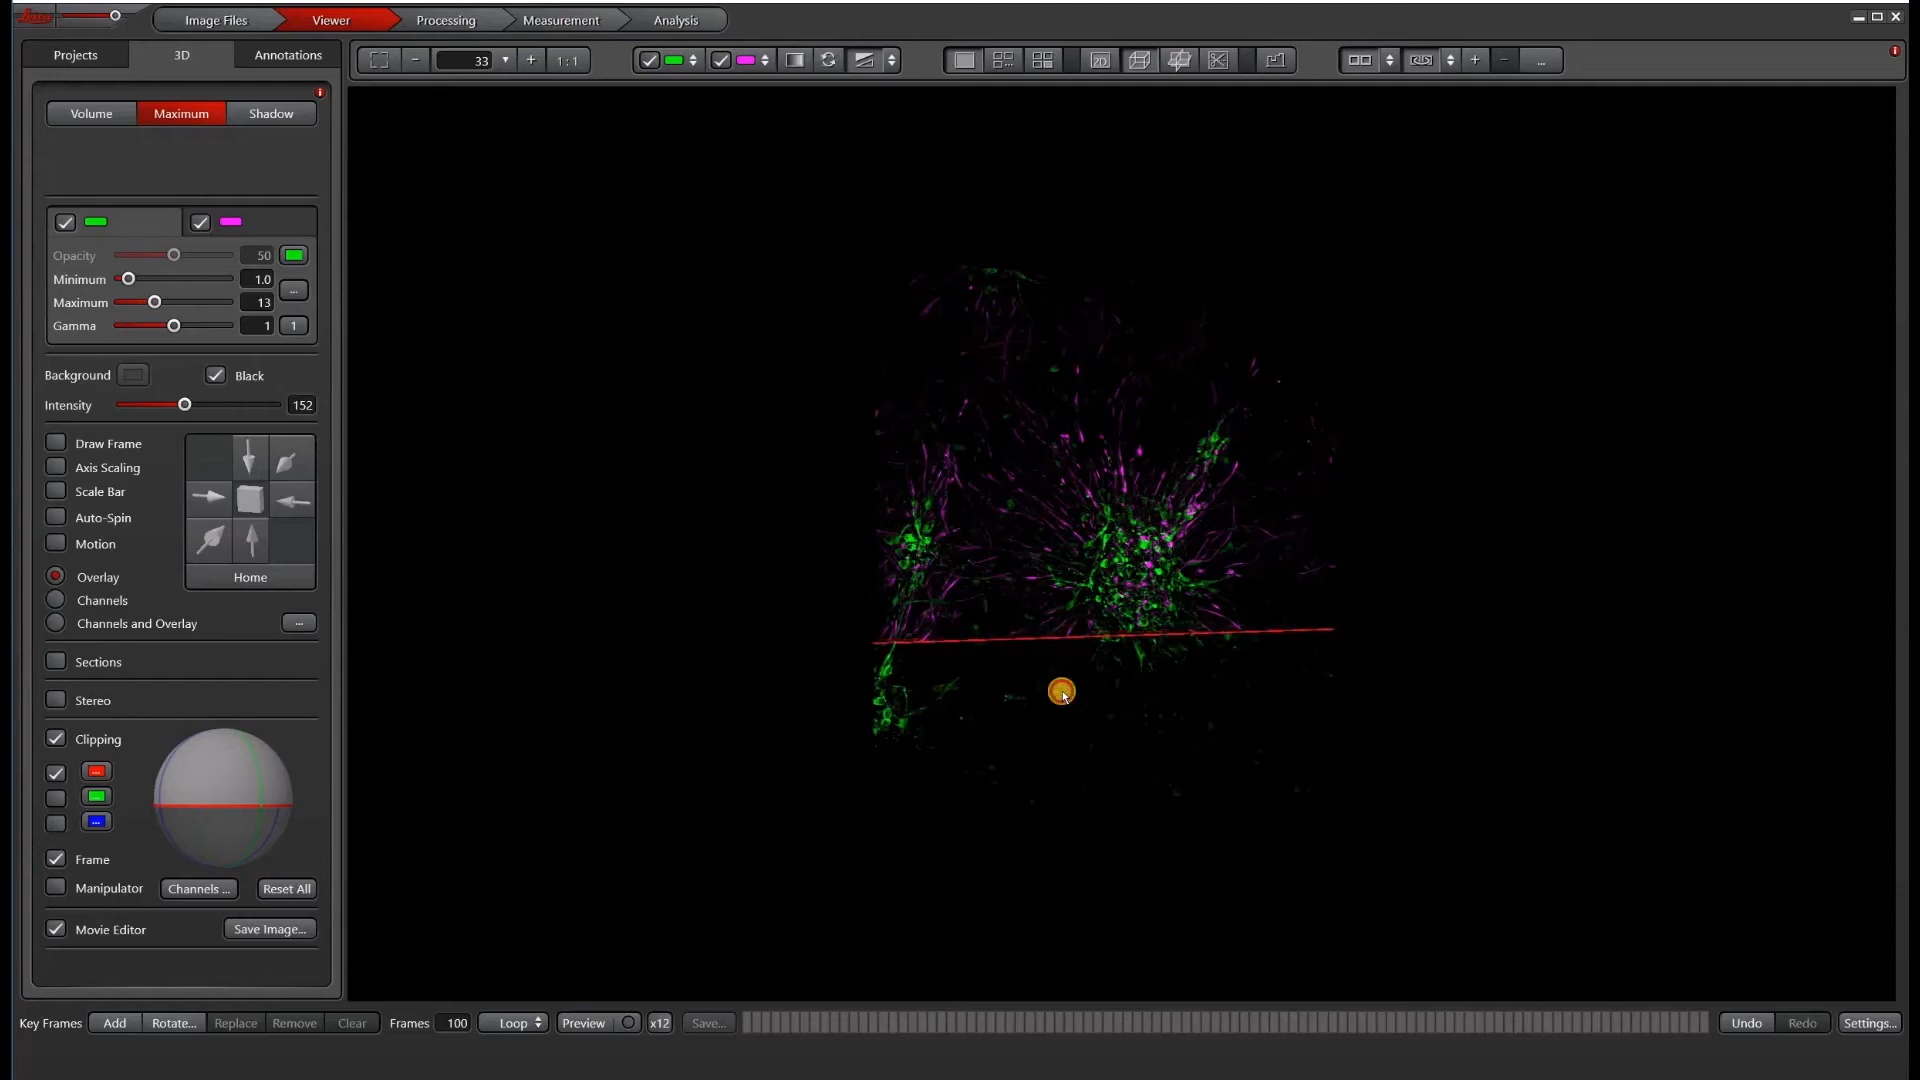 Image Files Viewer Processing Measurement Analysis
Projects 3D Annotations
33 1:1 2D ...
Volume Maximum Shadow
Opacity 50
Minimum 1.0
...
Maximum 13
Gamma 1 1
Background Black
Intensity 152
Draw Frame
Axis Scaling
Scale Bar
Auto-Spin
Motion
Overlay Home
Channels
Channels and Overlay ...
Sections
Stereo
Clipping
...
...
...
Frame
Manipulator Channels ... Reset All
Movie Editor Save Image...
Key Frames Add Rotate... Replace Remove Clear Frames 100 Loop Preview x12 Save... Undo Redo Settings...